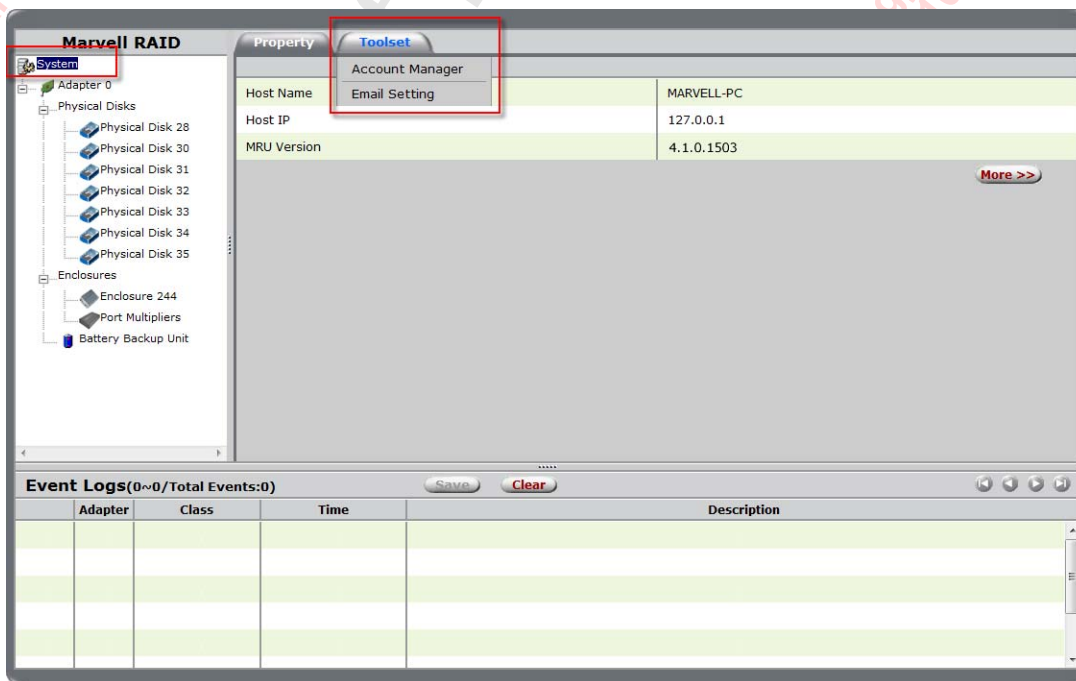 Marvell RAID
Property
Toolset
System
Adapter 0
Physical Disks
Physical Disk 28
Physical Disk 30
Physical Disk 31
Physical Disk 32
Physical Disk 33
Physical Disk 34
Physical Disk 35
Enclosures
Enclosure 244
Port Multipliers
Battery Backup Unit
Account Manager
Email Setting
Host Name MARVELL-PC
Host IP 127.0.0.1
MRU Version 4.1.0.1503
More >>
Event Logs(0~0/Total Events:0) Save Clear
Adapter Class Time Description